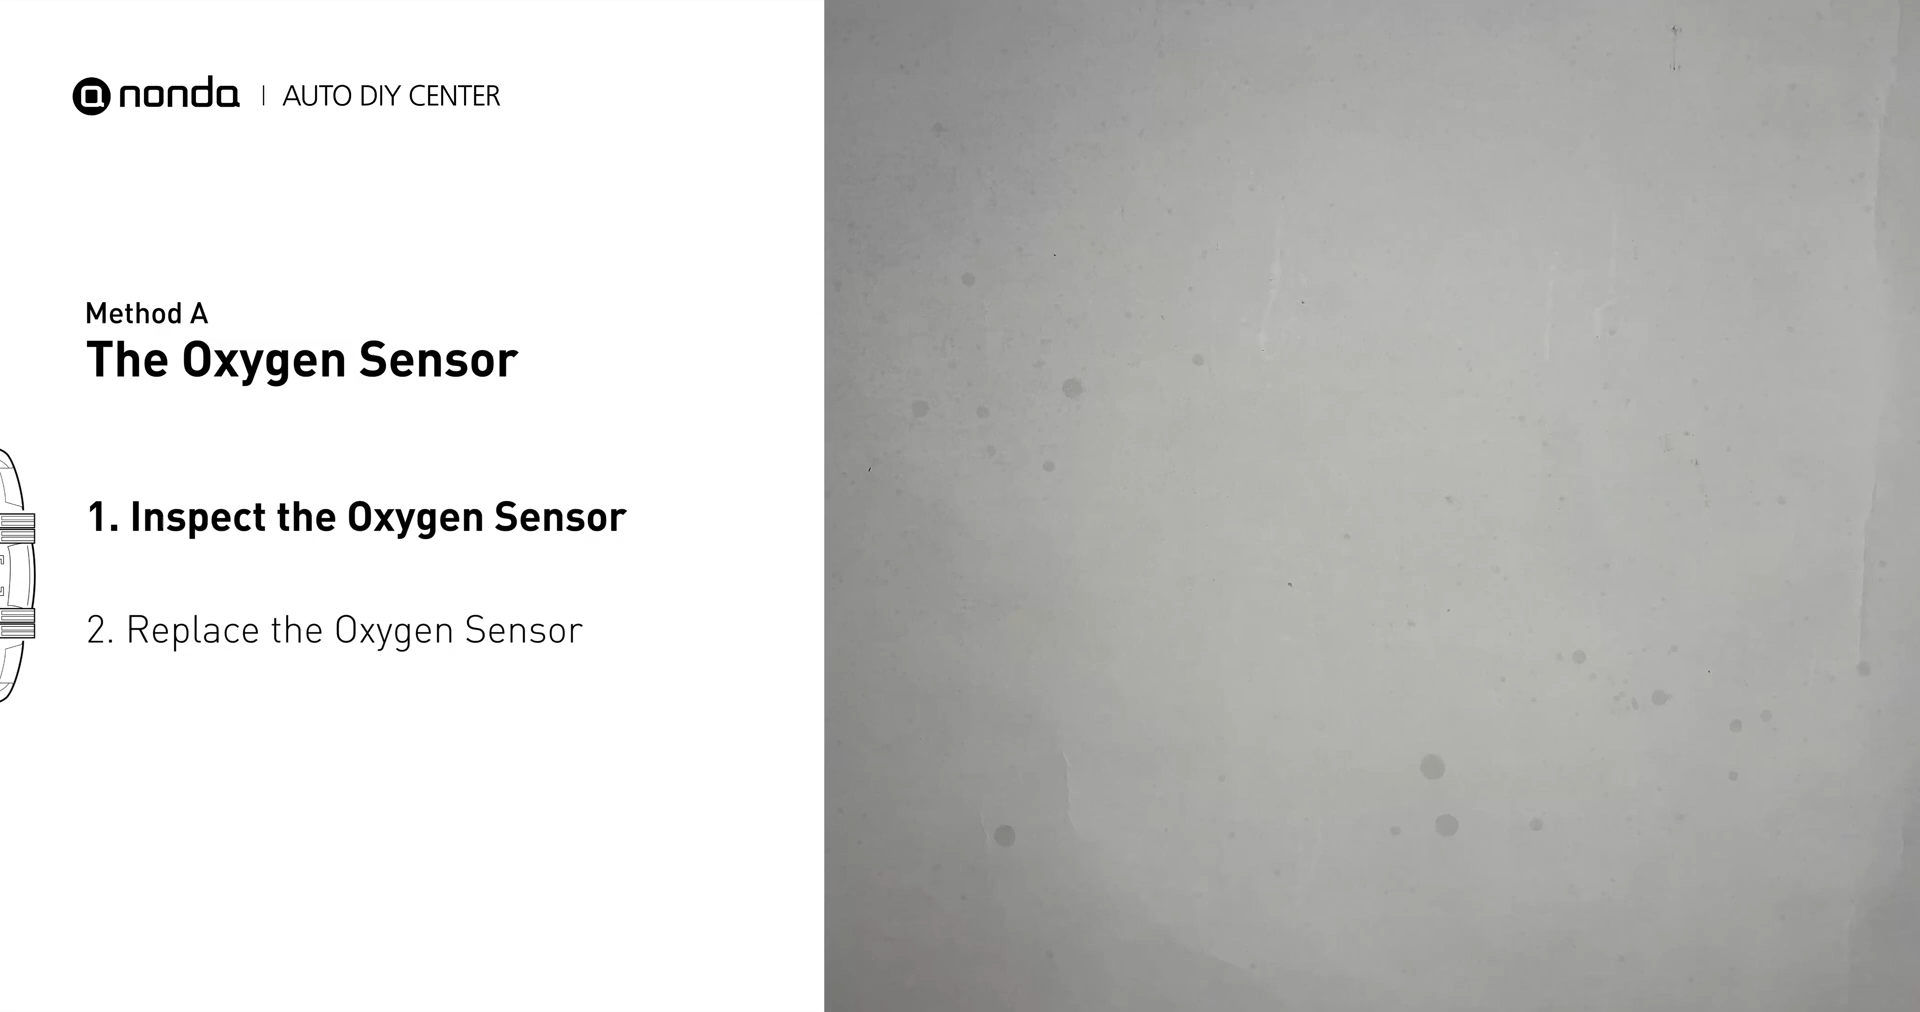 nonda | AUTO DIY CENTER
Method A
The Oxygen Sensor
1. Inspect the Oxygen Sensor
2. Replace the Oxygen Sensor